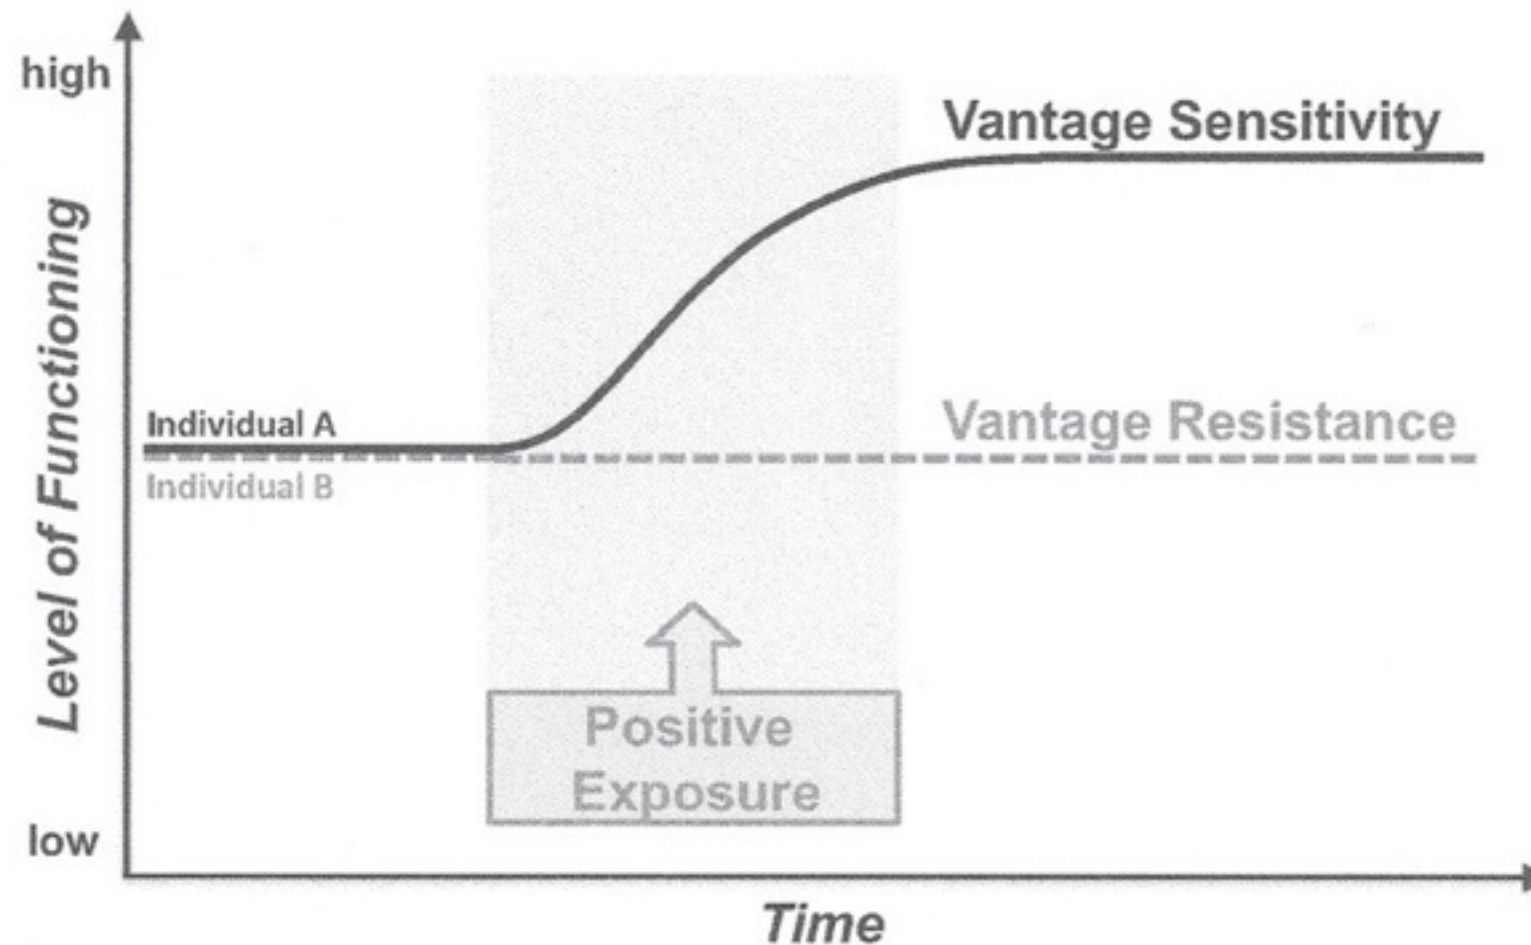 high
Vantage Sensitivity
Level of Functioning
Individual A
Vantage Resistance
Individual B
Positive
Exposure
low
Time